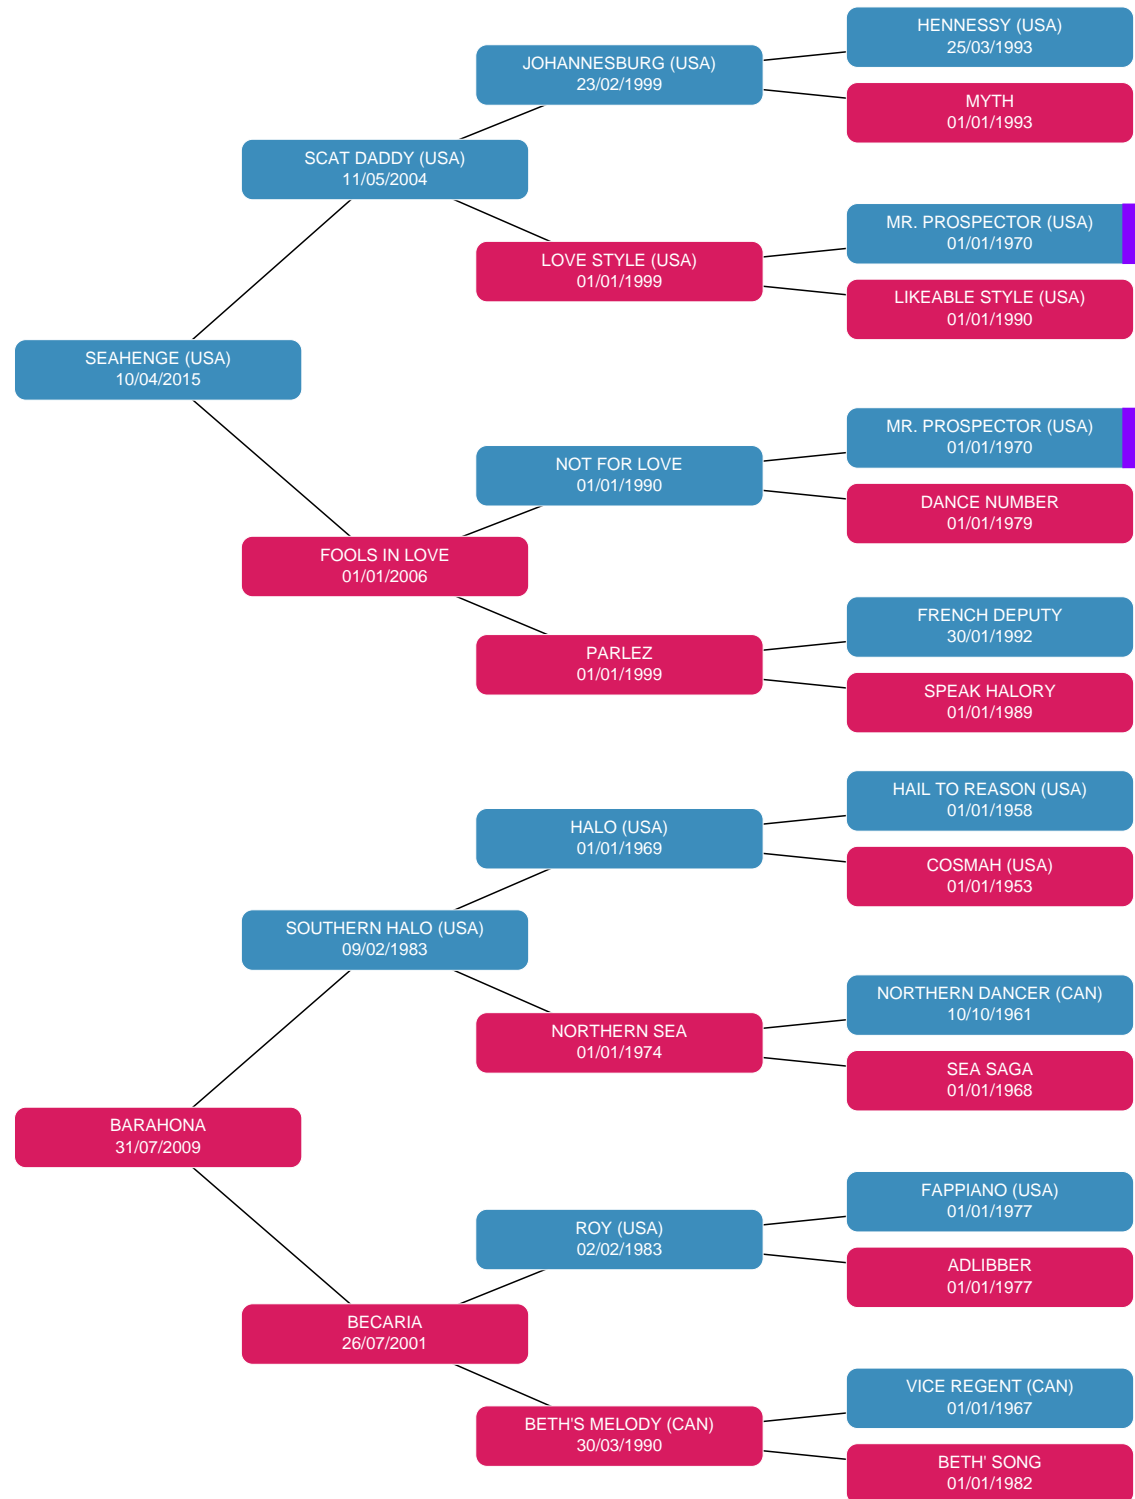 HENNESSY (USA)
25/03/1993
JOHANNESBURG (USA)
23/02/1999
MYTH
01/01/1993
SCAT DADDY (USA)
11/05/2004
MR. PROSPECTOR (USA)
01/01/1970
LOVE STYLE (USA)
01/01/1999
LIKEABLE STYLE (USA)
01/01/1990
SEAHENGE (USA)
10/04/2015
MR. PROSPECTOR (USA)
01/01/1970
NOT FOR LOVE
01/01/1990
DANCE NUMBER
01/01/1979
FOOLS IN LOVE
01/01/2006
FRENCH DEPUTY
30/01/1992
PARLEZ
01/01/1999
SPEAK HALORY
01/01/1989
HAIL TO REASON (USA)
01/01/1958
HALO (USA)
01/01/1969
COSMAH (USA)
01/01/1953
SOUTHERN HALO (USA)
09/02/1983
NORTHERN DANCER (CAN)
10/10/1961
NORTHERN SEA
01/01/1974
SEA SAGA
01/01/1968
BARAHONA
31/07/2009
FAPPIANO (USA)
01/01/1977
ROY (USA)
02/02/1983
ADLIBBER
01/01/1977
BECARIA
26/07/2001
VICE REGENT (CAN)
01/01/1967
BETH'S MELODY (CAN)
30/03/1990
BETH' SONG
01/01/1982